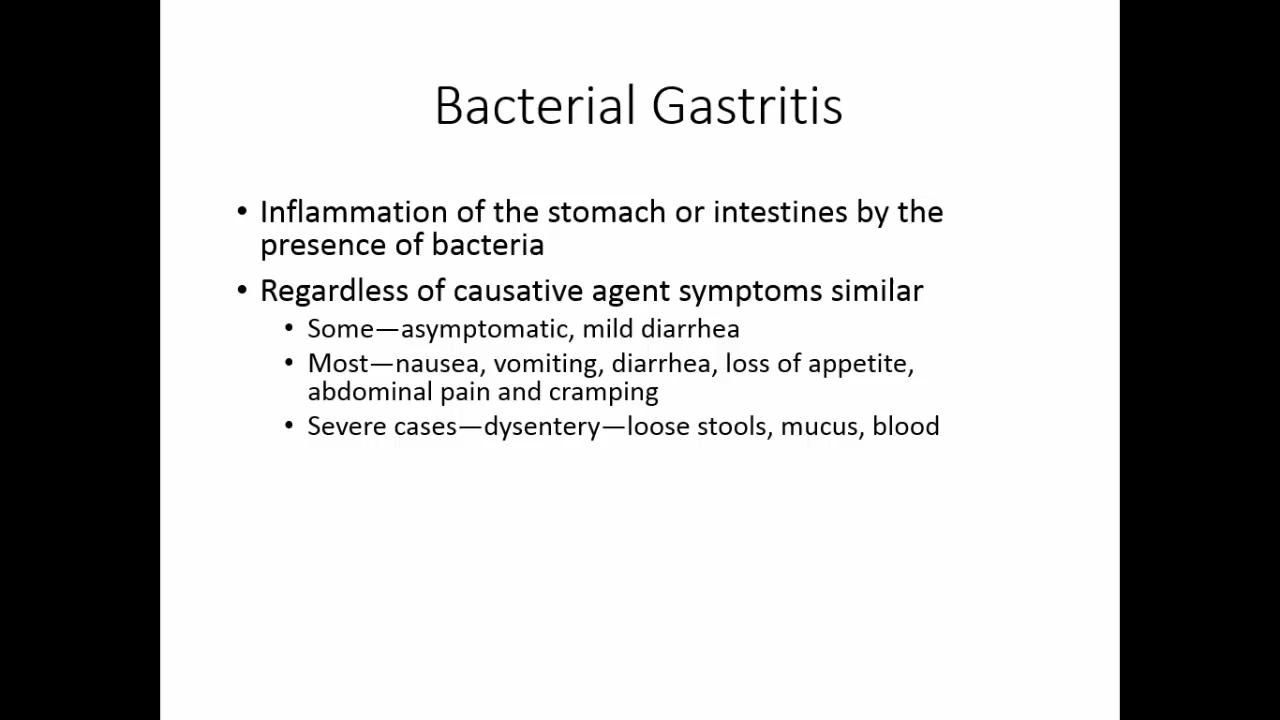 Bacterial Gastritis
• Inflammation of the stomach or intestines by the
presence of bacteria
• Regardless of causative agent symptoms similar
• Some—asymptomatic, mild diarrhea
• Most—nausea, vomiting, diarrhea, loss of appetite,
abdominal pain and cramping
• Severe cases—dysentery—loose stools, mucus, blood